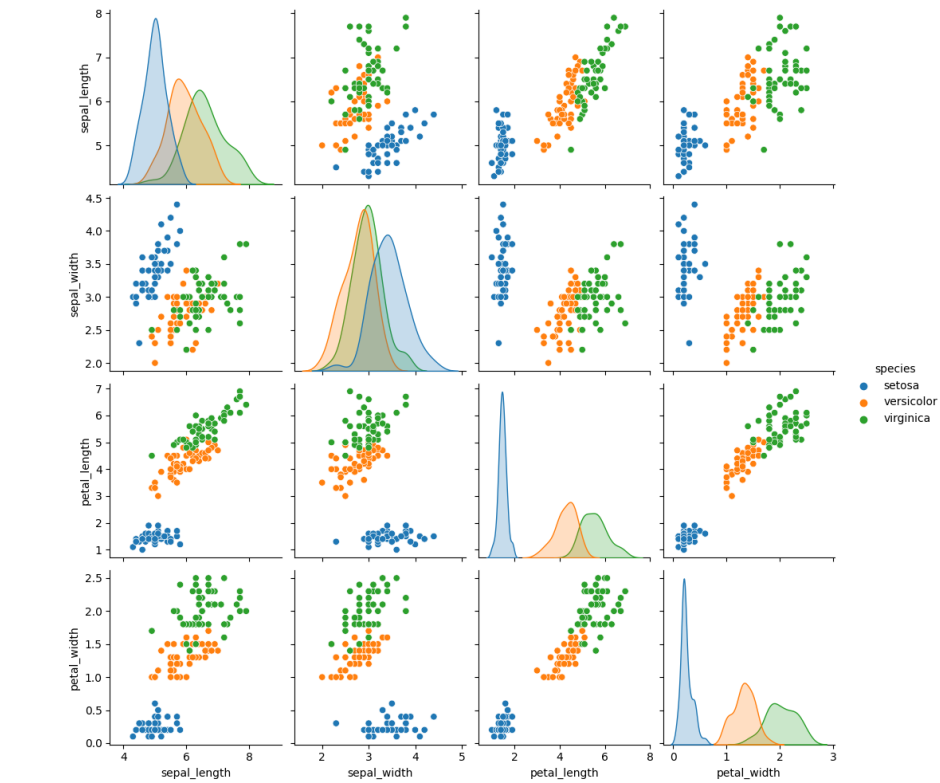 8
7
6
5
sepal_length
4.5
4.0
3.5
3.0
2.5
2.0
sepal_width
7
6
5
4
3
2
1
petal_length
2.5
2.0
1.5
1.0
0.5
0.0
petal_width
4 6 8
sepal_length
2 3 4 5
sepal_width
2 4 6 8
petal_length
0 1 2 3
petal_width
species
setosa
versicolor
virginica